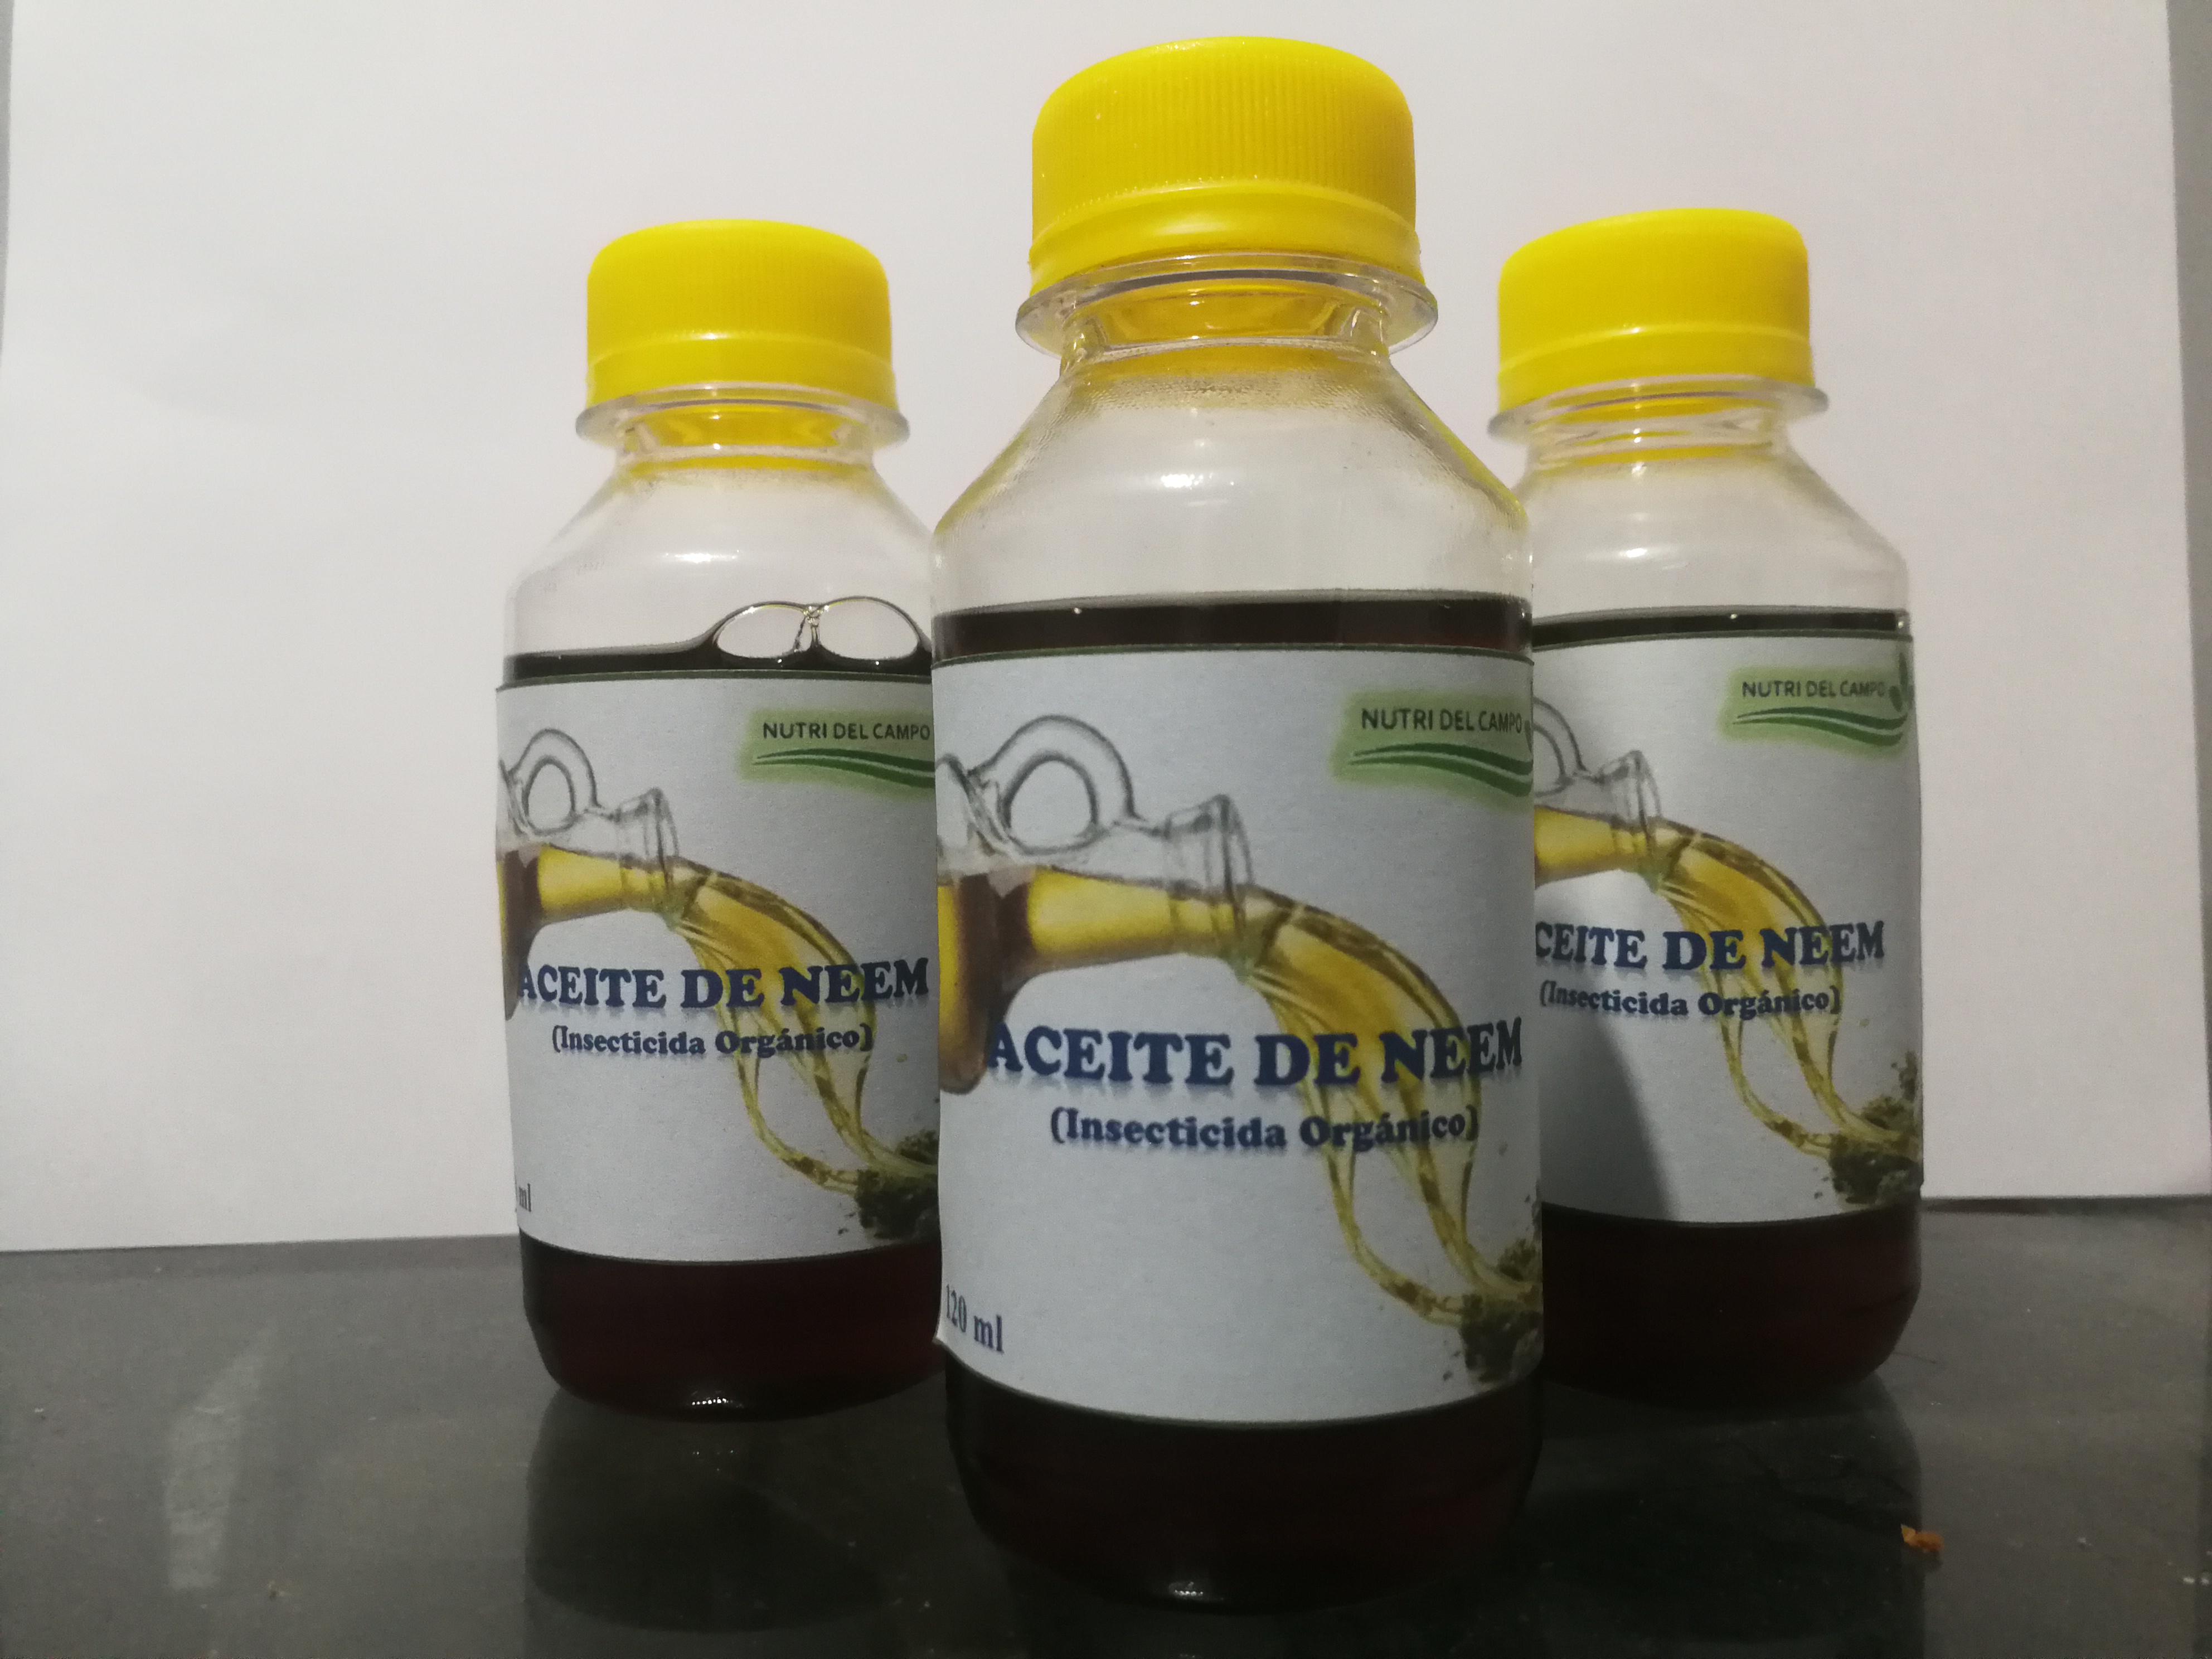 NUTRI DEL CAMPO
ACEITE DE NEEM
(Insecticida Orgánico)
ml
NUTRI DEL CAMPO
ACEITE DE NEEM
(Insecticida Orgánico)
120 ml
NUTRI DEL CAMPO
CEITE DE NEEM
(Insecticida Orgánico)